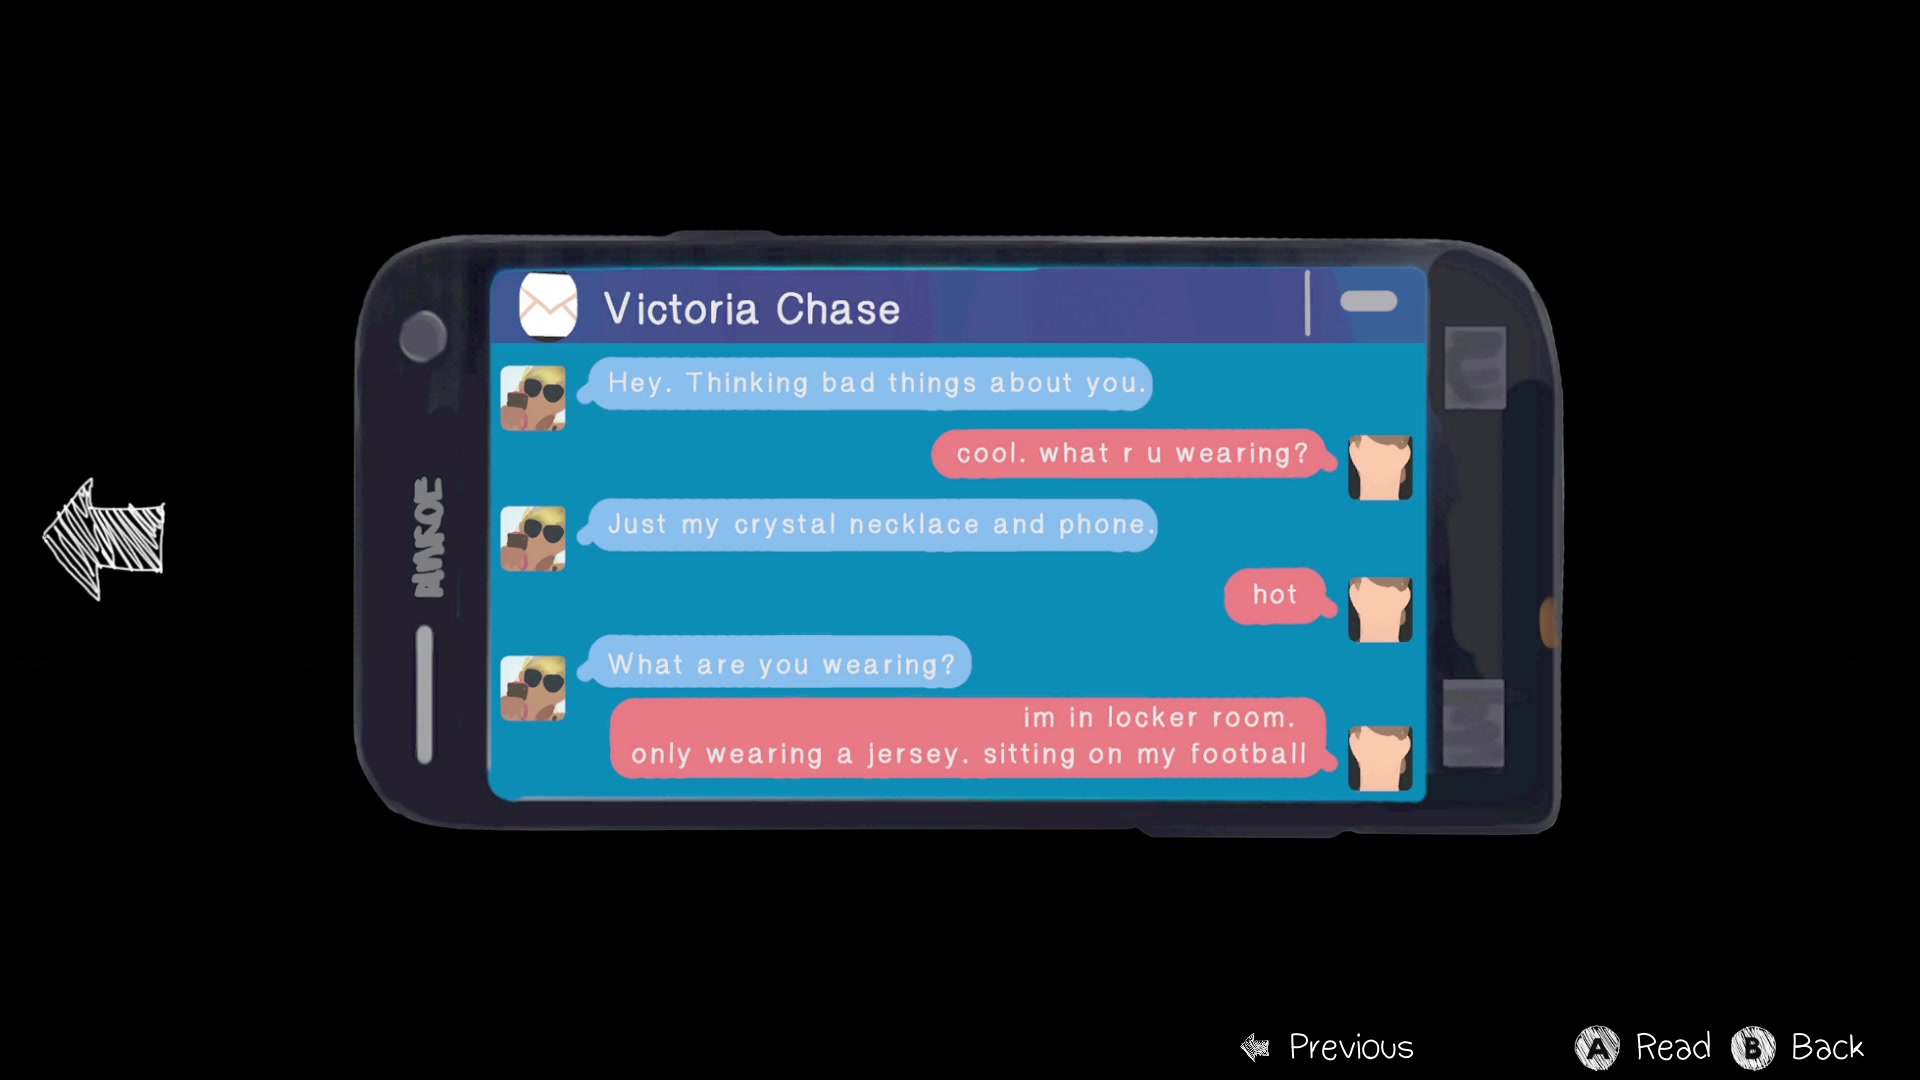 Victoria Chase
Hey. Thinking bad things about you.
cool. what r u wearing?
Just my crystal necklace and phone.
hot
What are you wearing?
im in locker room.
only wearing a jersey. sitting on my football
Previous
A Read B Back